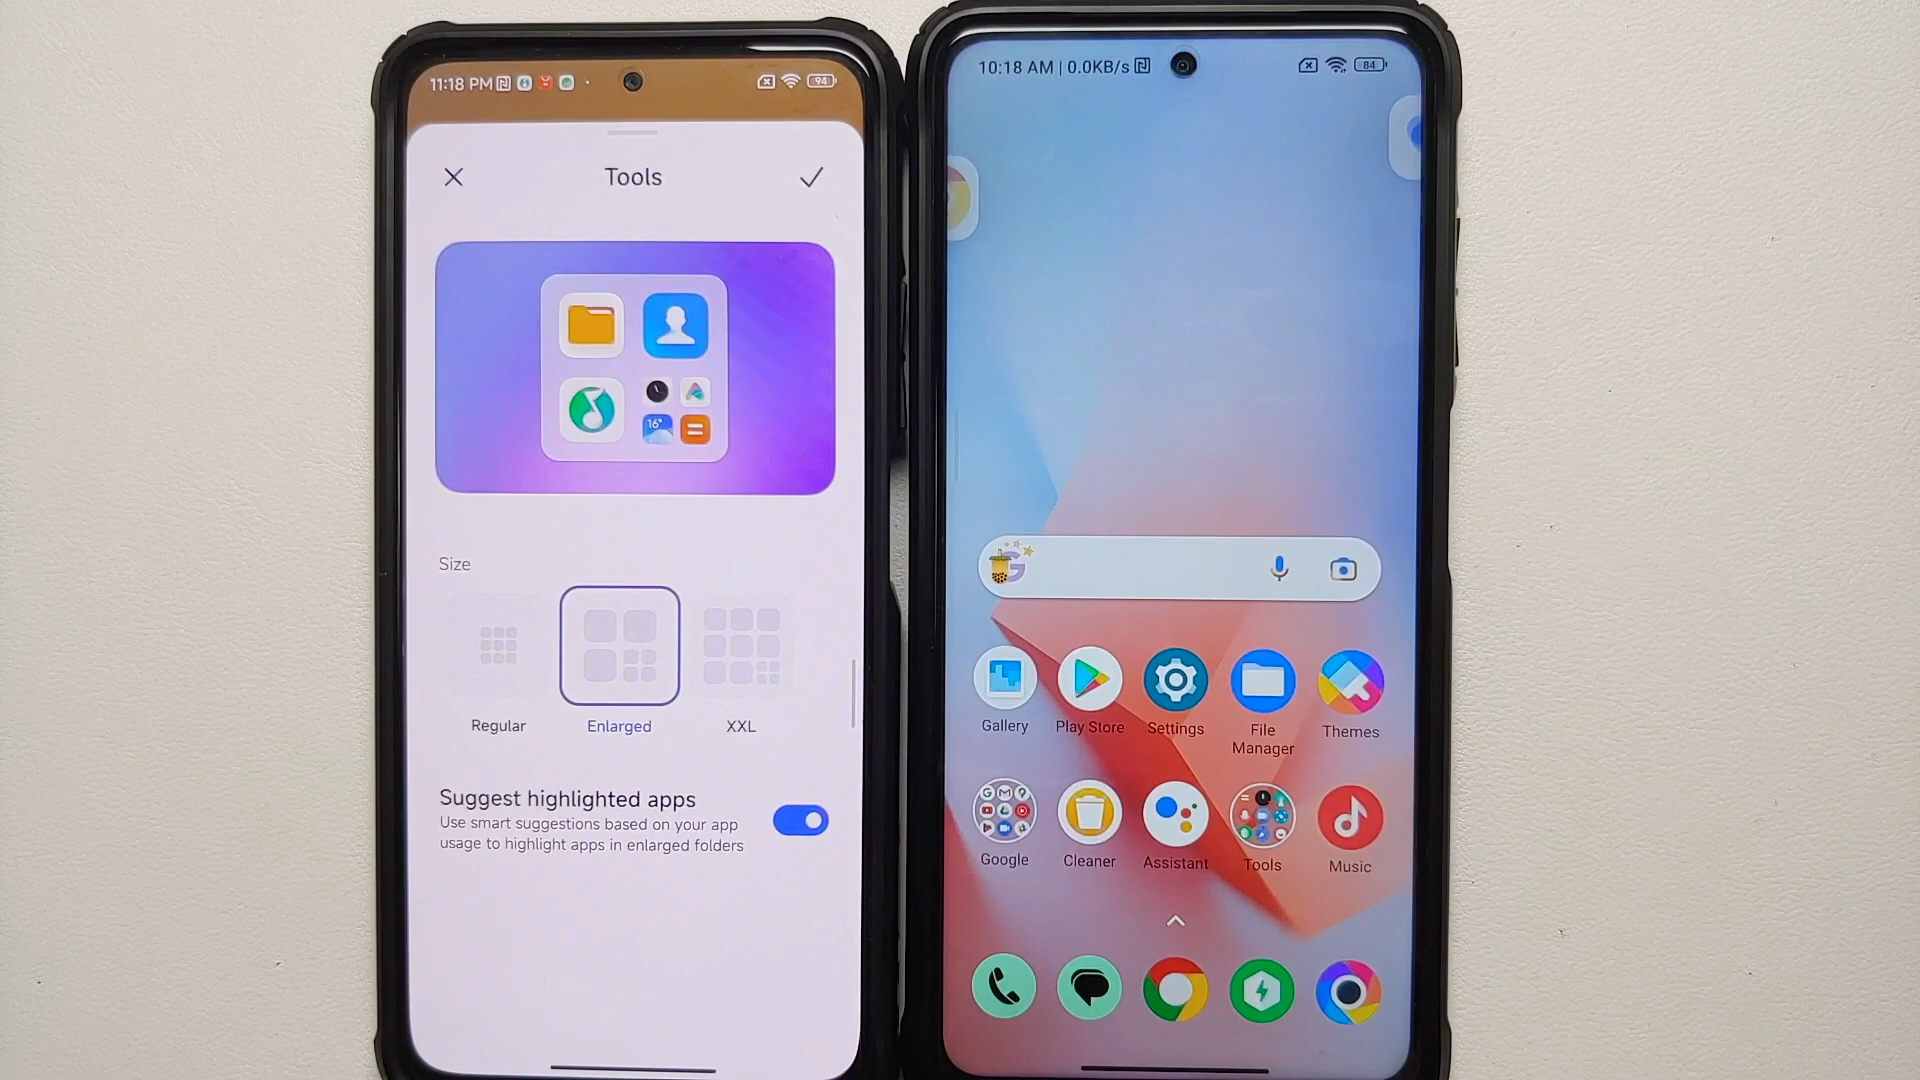 11:18 PM
94
Tools
16°
Size
Regular
Enlarged
XXL
Suggest highlighted apps
Use smart suggestions based on your app
usage to highlight apps in enlarged folders
10:18 AM | 0.0KB/s
84
Gallery
Play Store
Settings
File
Manager
Themes
Google
Cleaner
Assistant
Tools
Music